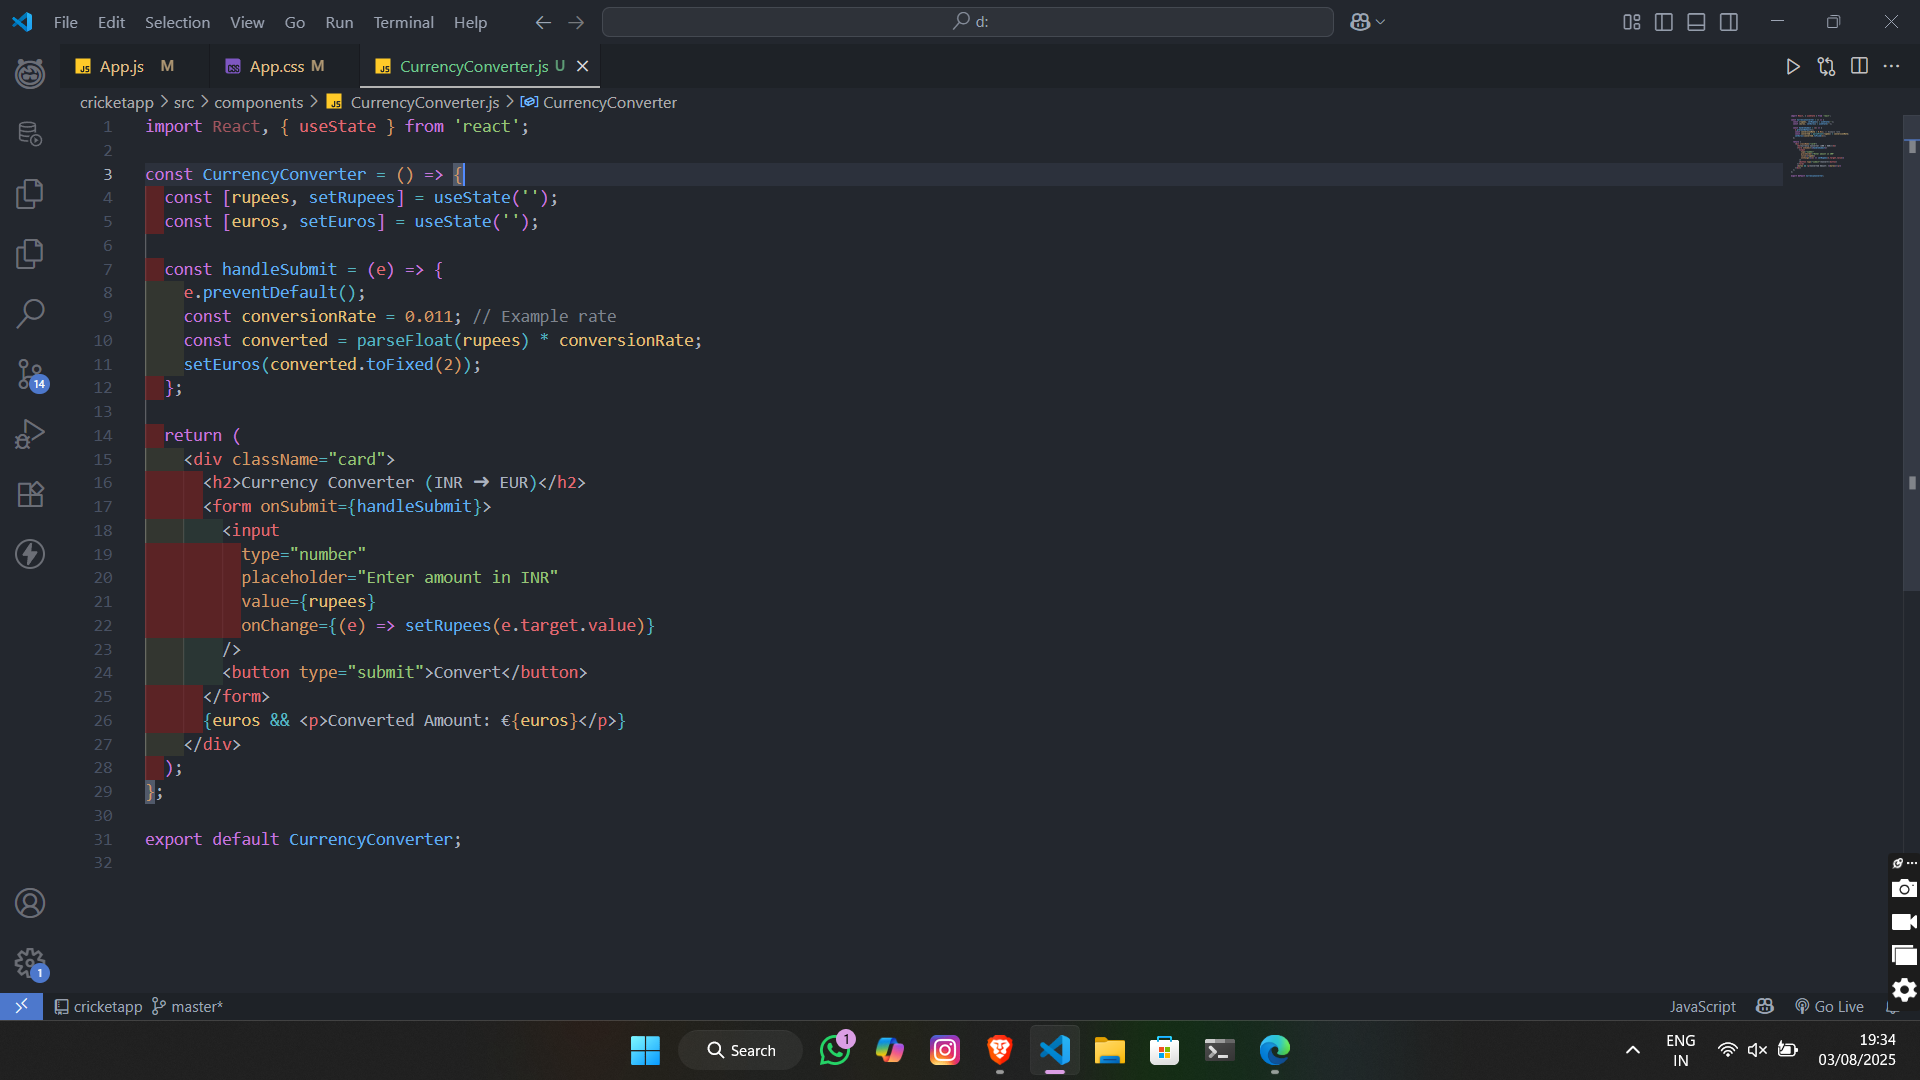 File Edit Selection View Go Run Terminal Help d:
App.js M App.css M CurrencyConverter.js U
cricketapp > src > components > CurrencyConverter.js > CurrencyConverter
1 import React, { useState } from 'react';
2
3 const CurrencyConverter = () => {
4 const [rupees, setRupees] = useState('');
5 const [euros, setEuros] = useState('');
6
7 const handleSubmit = (e) => {
8 e.preventDefault();
9 const conversionRate = 0.011; // Example rate
10 const converted = parseFloat(rupees) * conversionRate;
11 setEuros(converted.toFixed(2));
12 };
13
14 return (
15 <div className="card">
16 <h2>Currency Converter (INR ➜ EUR)</h2>
17 <form onSubmit={handleSubmit}>
18 <input
19 type="number"
20 placeholder="Enter amount in INR"
21 value={rupees}
22 onChange={(e) => setRupees(e.target.value)}
23 />
24 <button type="submit">Convert</button>
25 </form>
26 {euros && <p>Converted Amount: €{euros}</p>}
27 </div>
28 );
29 };
30
31 export default CurrencyConverter;
32
14
1
cricketapp master* JavaScript Go Live
Search 1 ENG 19:34
IN 03/08/2025